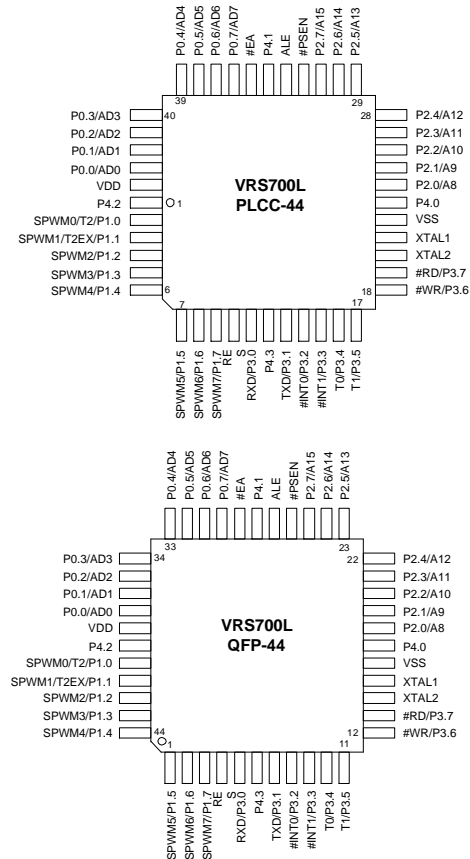 P0.4/AD4
P0.5/AD5
P0.6/AD6
P0.7/AD7
#EA
P4.1
ALE
#PSEN
P2.7/A15
P2.6/A14
P2.5/A13
39
29
P0.3/AD3
40
28
P2.4/A12
P0.2/AD2
P2.3/A11
P0.1/AD1
P2.2/A10
P0.0/AD0
P2.1/A9
VDD
VRS700L
P2.0/A8
P4.2
1
PLCC-44
P4.0
SPWM0/T2/P1.0
VSS
SPWM1/T2EX/P1.1
XTAL1
SPWM2/P1.2
XTAL2
SPWM3/P1.3
#RD/P3.7
SPWM4/P1.4
6
18
#WR/P3.6
7
17
SPWM5/P1.5
SPWM6/P1.6
SPWM7/P1.7
RE
S
RXD/P3.0
P4.3
TXD/P3.1
#INT0/P3.2
#INT1/P3.3
T0/P3.4
T1/P3.5
P0.4/AD4
P0.5/AD5
P0.6/AD6
P0.7/AD7
#EA
P4.1
ALE
#PSEN
P2.7/A15
P2.6/A14
P2.5/A13
33
23
P0.3/AD3
34
22
P2.4/A12
P0.2/AD2
P2.3/A11
P0.1/AD1
P2.2/A10
P0.0/AD0
P2.1/A9
VDD
VRS700L
P2.0/A8
P4.2
QFP-44
P4.0
SPWM0/T2/P1.0
VSS
SPWM1/T2EX/P1.1
XTAL1
SPWM2/P1.2
XTAL2
SPWM3/P1.3
#RD/P3.7
SPWM4/P1.4
44
12
#WR/P3.6
1
11
SPWM5/P1.5
SPWM6/P1.6
SPWM7/P1.7
RE
S
RXD/P3.0
P4.3
TXD/P3.1
#INT0/P3.2
#INT1/P3.3
T0/P3.4
T1/P3.5